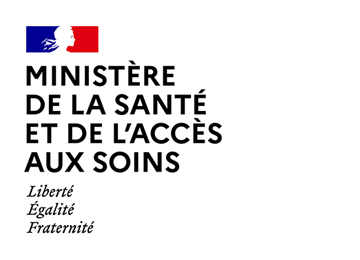 MINISTÈRE
DE LA SANTÉ
ET DE L’ACCÈS
AUX SOINS
Liberté
Égalité
Fraternité